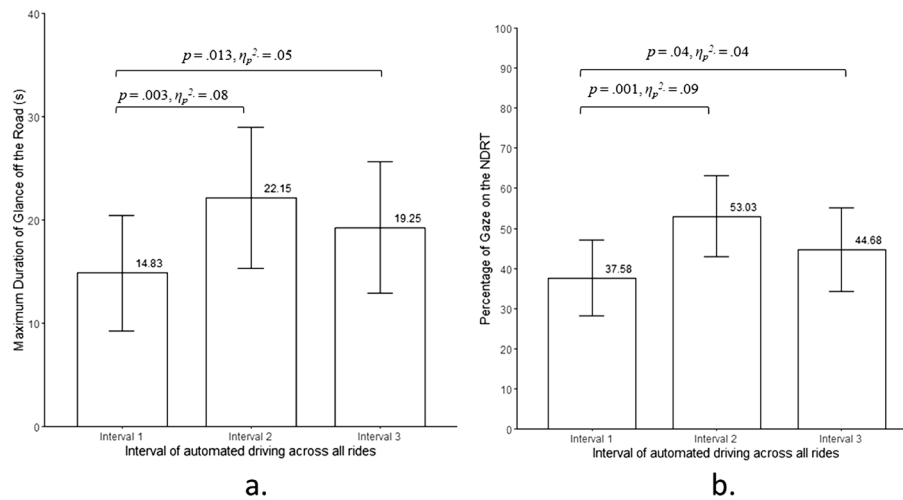 40
30
20
10
0
Maximum Duration of Glance off the Road (s)
p = .013, ηₚ²· = .05
p = .003, ηₚ²· = .08
14.83
22.15
19.25
Interval 1 Interval 2 Interval 3
Interval of automated driving across all rides
a.
100
90
80
70
60
50
40
30
20
10
0
Percentage of Gaze on the NDRT
p = .04, ηₚ²· = .04
p = .001, ηₚ²· = .09
37.58
53.03
44.68
Interval 1 Interval 2 Interval 3
Interval of automated driving across all rides
b.